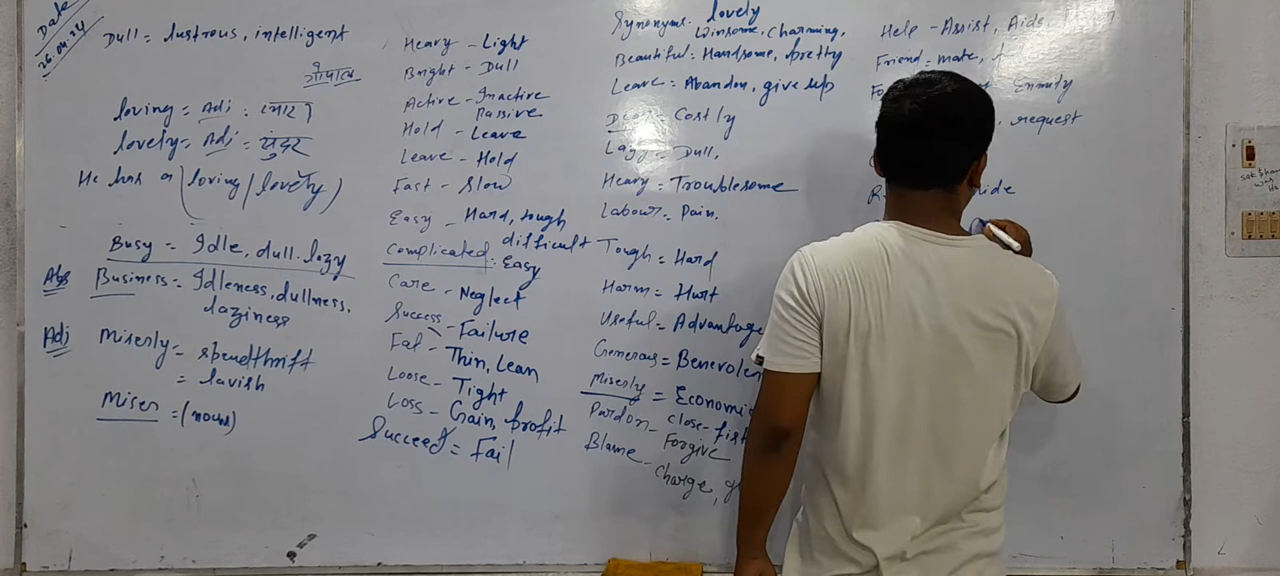 Date
26.04.24
Dull = lustrous, intelligent
loving = Adj :
lovely = Adj : सुंदर
He has a (loving/lovely)
Busy = Idle, dull. lazy
Abs Business = Idleness, dullness.
laziness
Adj Miserly = spendthrift
= lavish
Miser = (noun)
Heavy - Light
Bright - Dull
Active - Inactive
Passive
Hold - Leave
Leave - Hold
Fast - Slow
Easy - Hard, tough
difficult
Complicated : Easy
Care - Neglect
Success - Failure
Fat - Thin, Lean
Loose - Tight
Loss - Gain, profit
Succeed = Fail
Synonyms. lovely
Winsome, charming,
Beautiful : Handsome, pretty
Leave : Abandon, give up
Dear = Costly
Lazy = Dull,
Heavy = Troublesome
Labour = Pain.
Tough = Hard
Harm = Hurt
Useful = Advantage
Generous = Benevolen
Miserly = Economic
close-fist
Pardon - Forgive
Blame - charge,
Help - Assist, Aide,
Friend = mate,
Enmity
, request
ide